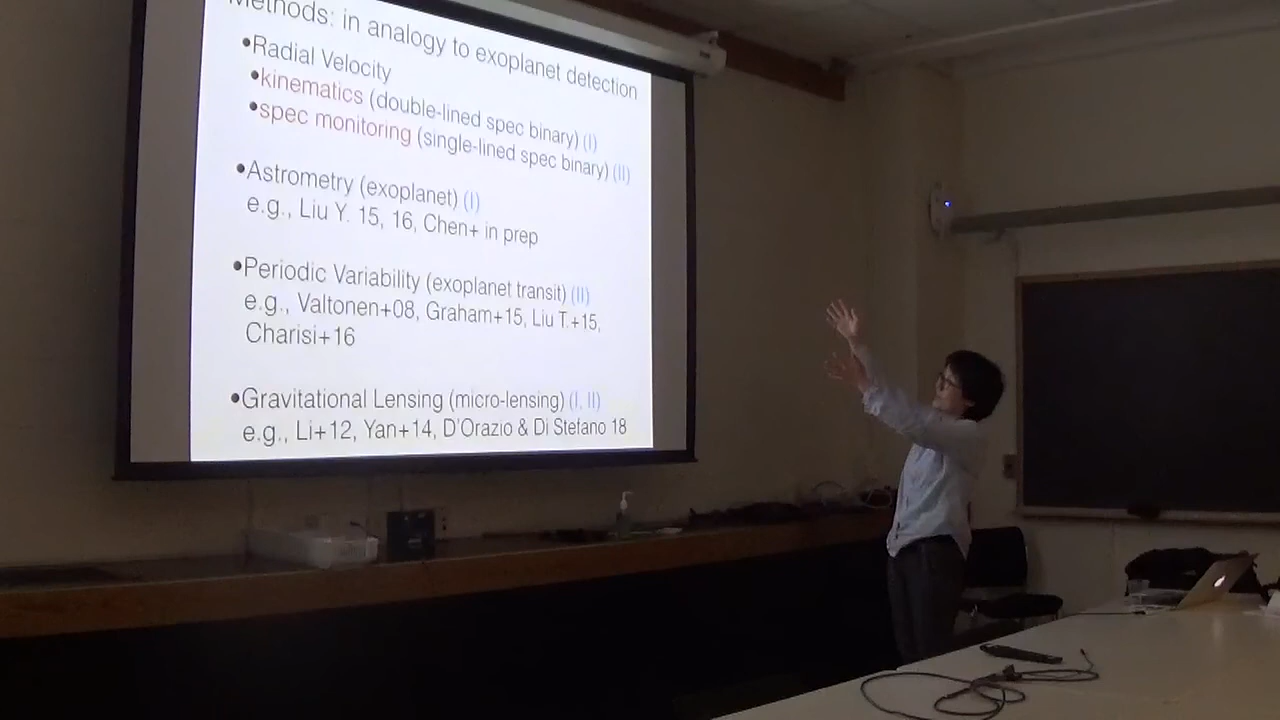 Methods: in analogy to exoplanet detection
•Radial Velocity
•kinematics (double-lined spec binary) (I)
•spec monitoring (single-lined spec binary) (II)
•Astrometry (exoplanet) (I)
e.g., Liu Y. 15, 16, Chen+ in prep
•Periodic Variability (exoplanet transit) (II)
e.g., Valtonen+08, Graham+15, Liu T.+15,
Charisi+16
•Gravitational Lensing (micro-lensing) (I, II)
e.g., Li+12, Yan+14, D'Orazio & Di Stefano 18